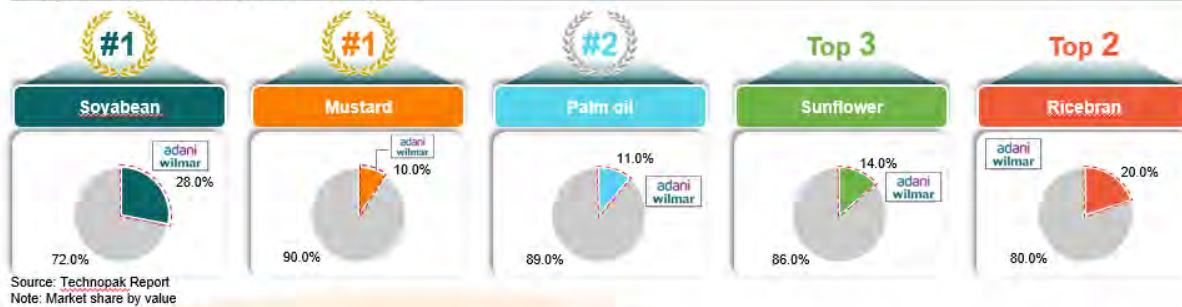 #1
#1
#2
Top 3
Top 2
Soyabean
Mustard
Palm oil
Sunflower
Ricebran
adani
wilmar
28.0%
72.0%
adani
wilmar
10.0%
90.0%
11.0%
adani
wilmar
89.0%
14.0%
adani
wilmar
86.0%
adani
wilmar
20.0%
80.0%
Source: Technopak Report
Note: Market share by value